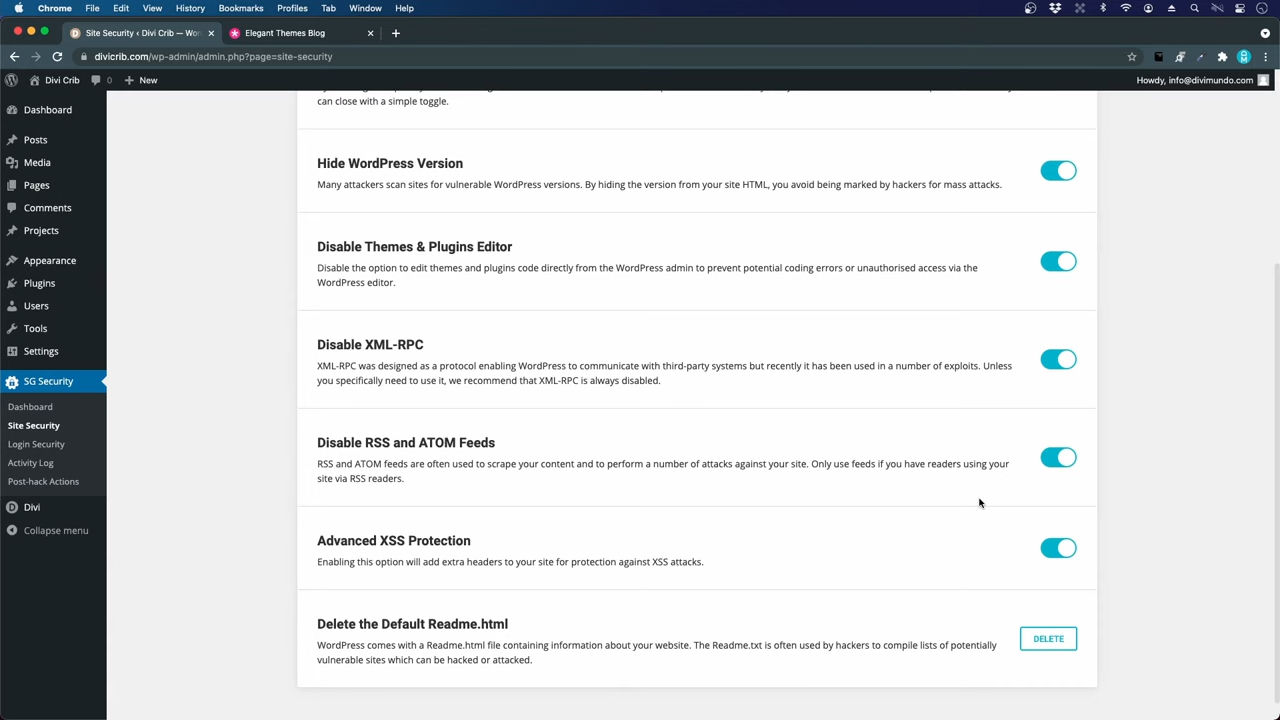 Chrome File Edit View History Bookmarks Profiles Tab Window Help
Site Security ‹ Divi Crib — Wor
Elegant Themes Blog
divicrib.com/wp-admin/admin.php?page=site-security
Divi Crib 0 New Howdy, info@divimundo.com
Dashboard
Posts
Media
Pages
Comments
Projects
Appearance
Plugins
Users
Tools
Settings
SG Security
Dashboard
Site Security
Login Security
Activity Log
Post-hack Actions
Divi
Collapse menu
can close with a simple toggle.
Hide WordPress Version
Many attackers scan sites for vulnerable WordPress versions. By hiding the version from your site HTML, you avoid being marked by hackers for mass attacks.
Disable Themes & Plugins Editor
Disable the option to edit themes and plugins code directly from the WordPress admin to prevent potential coding errors or unauthorised access via the
WordPress editor.
Disable XML-RPC
XML-RPC was designed as a protocol enabling WordPress to communicate with third-party systems but recently it has been used in a number of exploits. Unless
you specifically need to use it, we recommend that XML-RPC is always disabled.
Disable RSS and ATOM Feeds
RSS and ATOM feeds are often used to scrape your content and to perform a number of attacks against your site. Only use feeds if you have readers using your
site via RSS readers.
Advanced XSS Protection
Enabling this option will add extra headers to your site for protection against XSS attacks.
Delete the Default Readme.html
WordPress comes with a Readme.html file containing information about your website. The Readme.txt is often used by hackers to compile lists of potentially
vulnerable sites which can be hacked or attacked.
DELETE